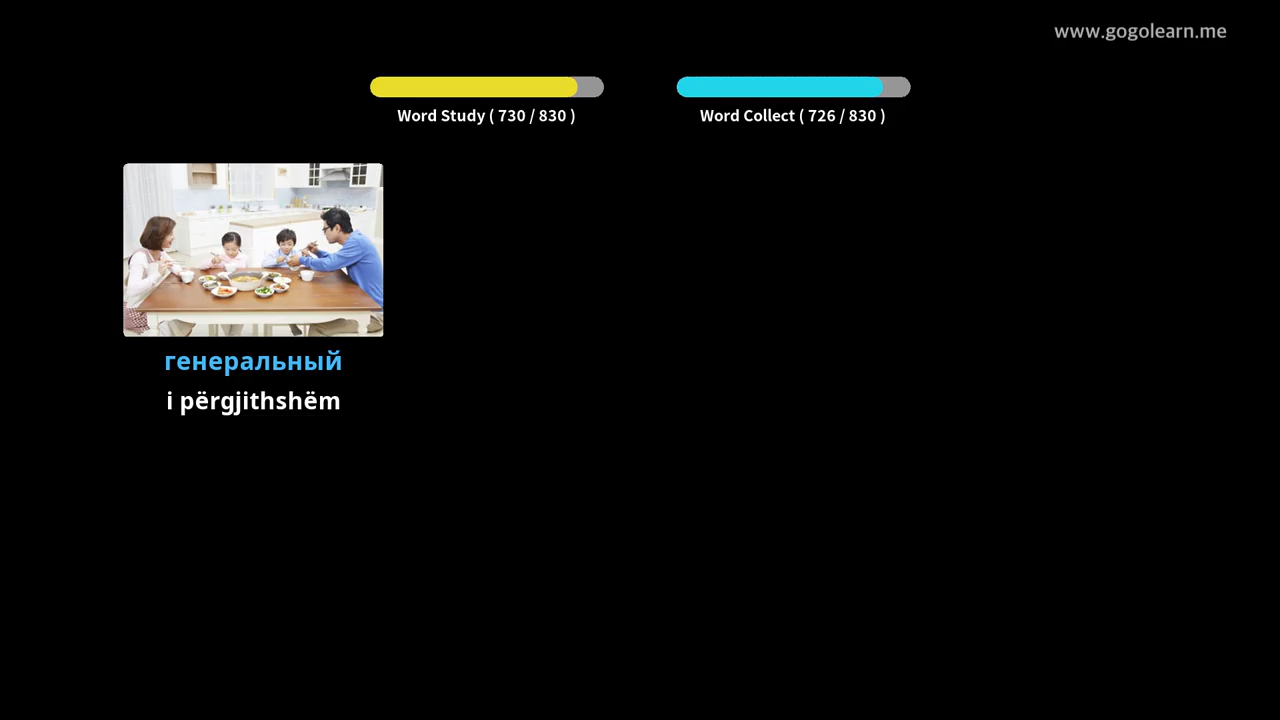 www.gogolearn.me
Word Study ( 730 / 830 )
Word Collect ( 726 / 830 )
генеральный
i përgjithshëm